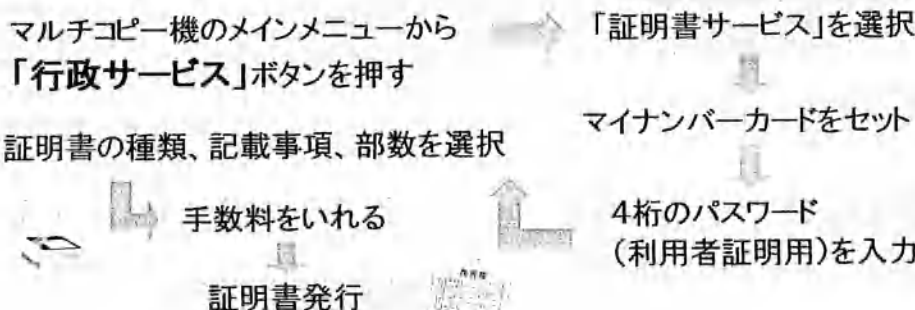 マルチコピー機のメインメニューから
「行政サービス」ボタンを押す
「証明書サービス」を選択
マイナンバーカードをセット
4桁のパスワード
(利用者証明用)を入力
証明書の種類、記載事項、部数を選択
手数料をいれる
証明書発行